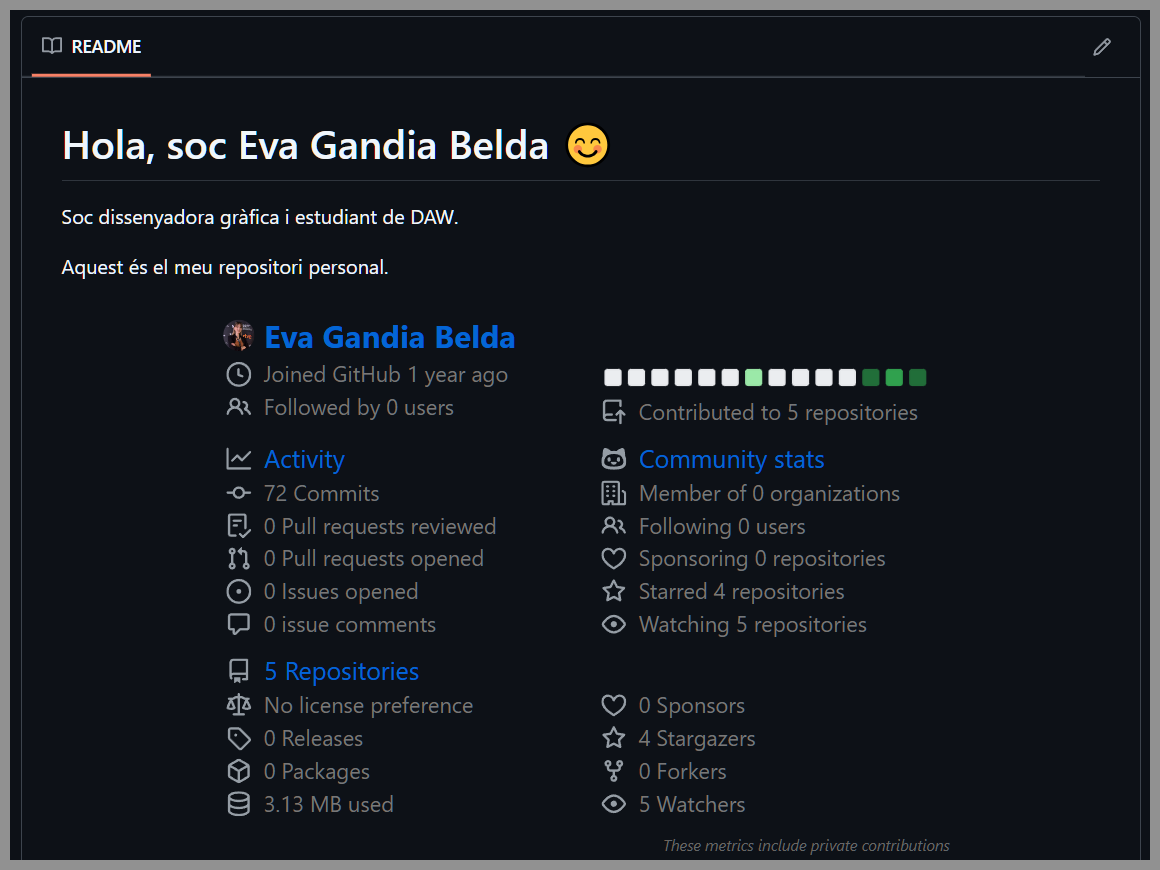 README
Hola, soc Eva Gandia Belda 😊
Soc dissenyadora gràfica i estudiant de DAW.
Aquest és el meu repositori personal.
Eva Gandia Belda
Joined GitHub 1 year ago
Followed by 0 users
Contributed to 5 repositories
Activity
72 Commits
0 Pull requests reviewed
0 Pull requests opened
0 Issues opened
0 issue comments
Community stats
Member of 0 organizations
Following 0 users
Sponsoring 0 repositories
Starred 4 repositories
Watching 5 repositories
5 Repositories
No license preference
0 Releases
0 Packages
3.13 MB used
0 Sponsors
4 Stargazers
0 Forkers
5 Watchers
These metrics include private contributions